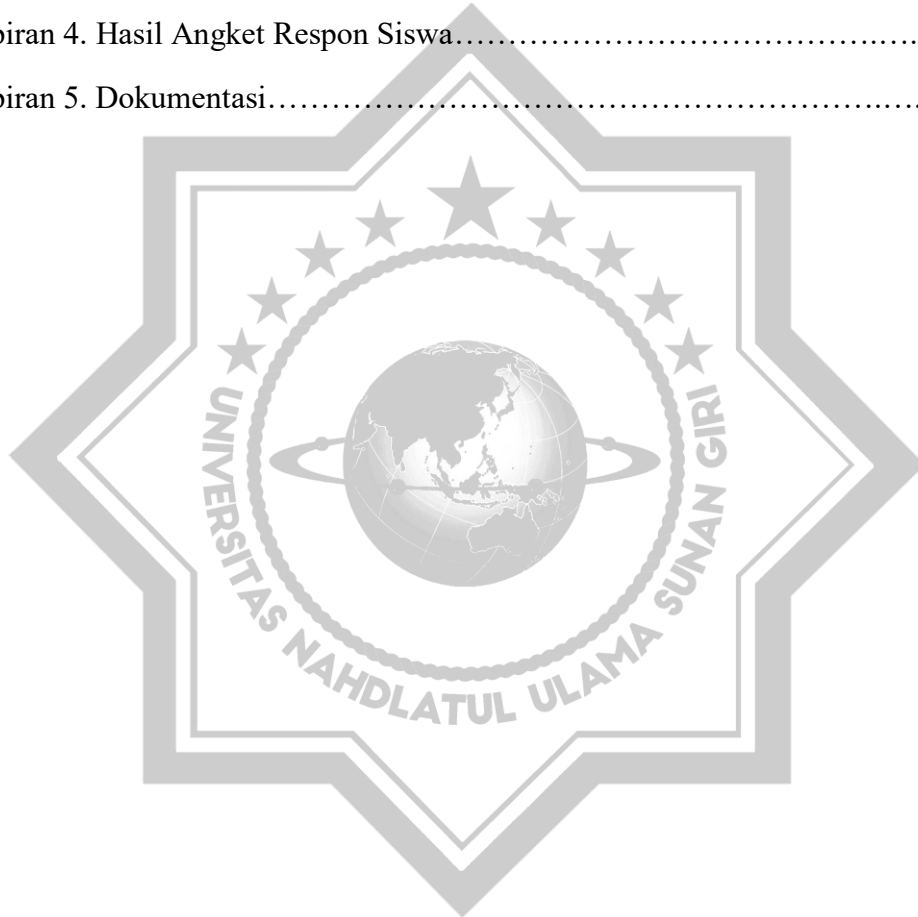 piran 4. Hasil Angket Respon Siswa……………………………………….….
piran 5. Dokumentasi………………………………………………………….….
UNIVERSITAS NAHDLATUL ULAMA SUNAN GIRI